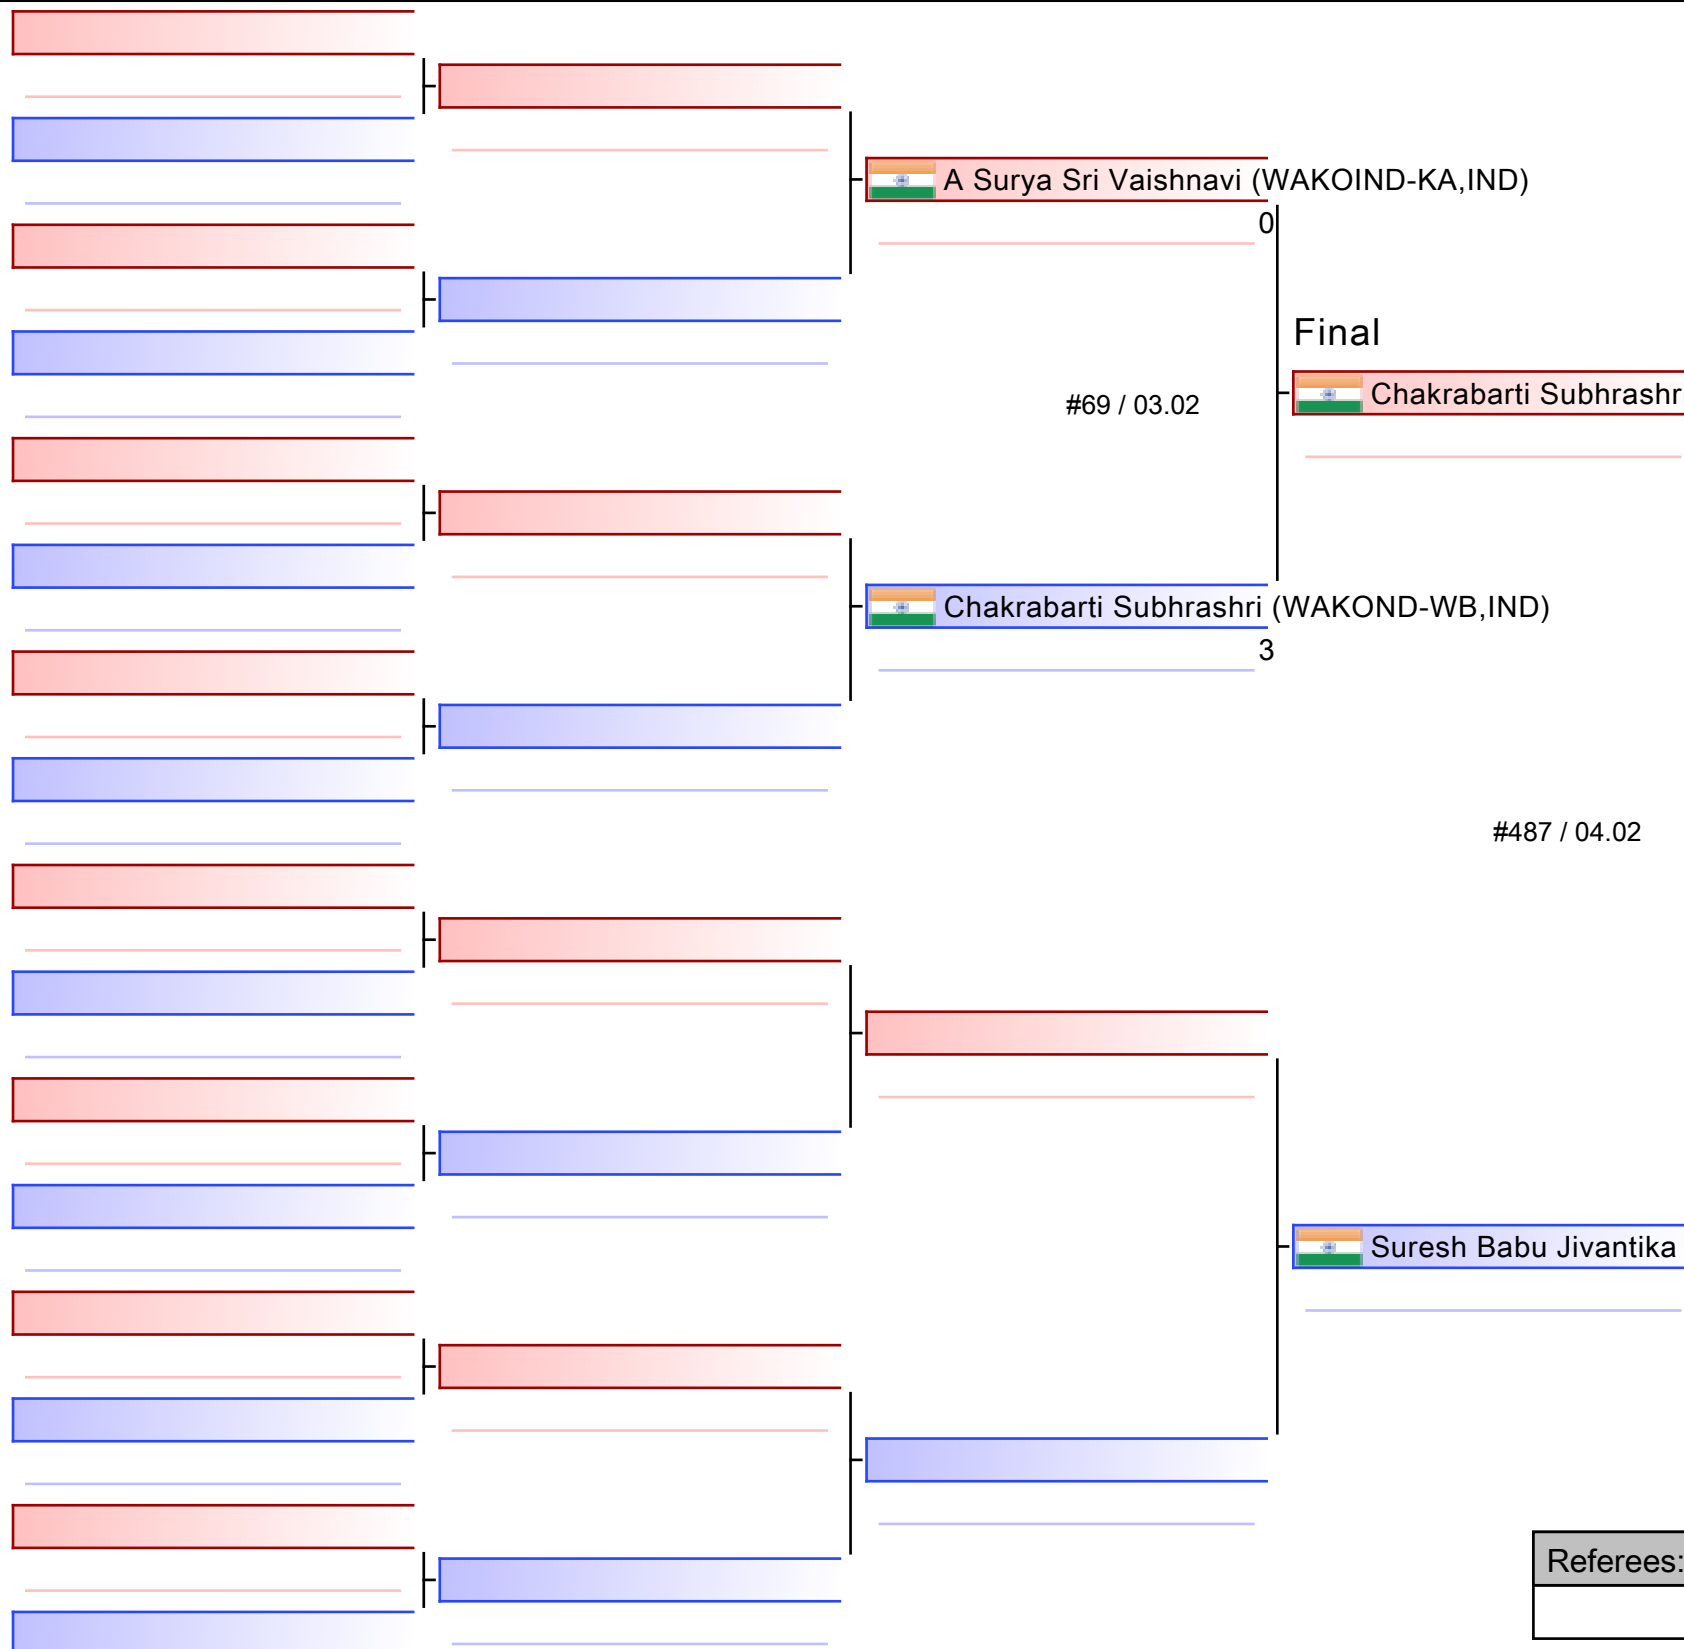 A Surya Sri Vaishnavi (WAKOIND-KA,IND)
0
Final
Chakrabarti Subhrashri
#69 / 03.02
Chakrabarti Subhrashri (WAKOND-WB,IND)
3
#487 / 04.02
Suresh Babu Jivantika
Referees: